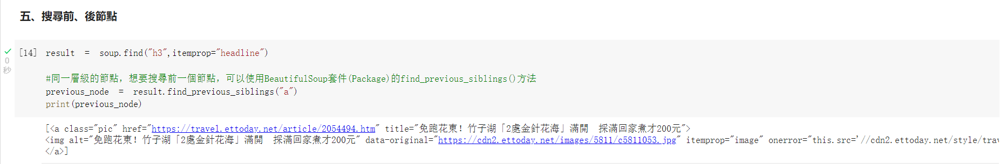 五、搜尋前、後節點
[14] result = soup.find("h3",itemprop="headline")
0
秒
#同一層級的節點，想要搜尋前一個節點，可以使用BeautifulSoup套件(Package)的find_previous_siblings()方法
previous_node = result.find_previous_siblings("a")
print(previous_node)
[<a class="pic" href="https://travel.ettoday.net/article/2054494.htm" title="免跑花東！竹子湖「2處金針花海」滿開　採滿回家煮才200元">
<img alt="免跑花東！竹子湖「2處金針花海」滿開　採滿回家煮才200元" data-original="https://cdn2.ettoday.net/images/5811/c5811053.jpg" itemprop="image" onerror="this.src='//cdn2.ettoday.net/style/trav
</a>]